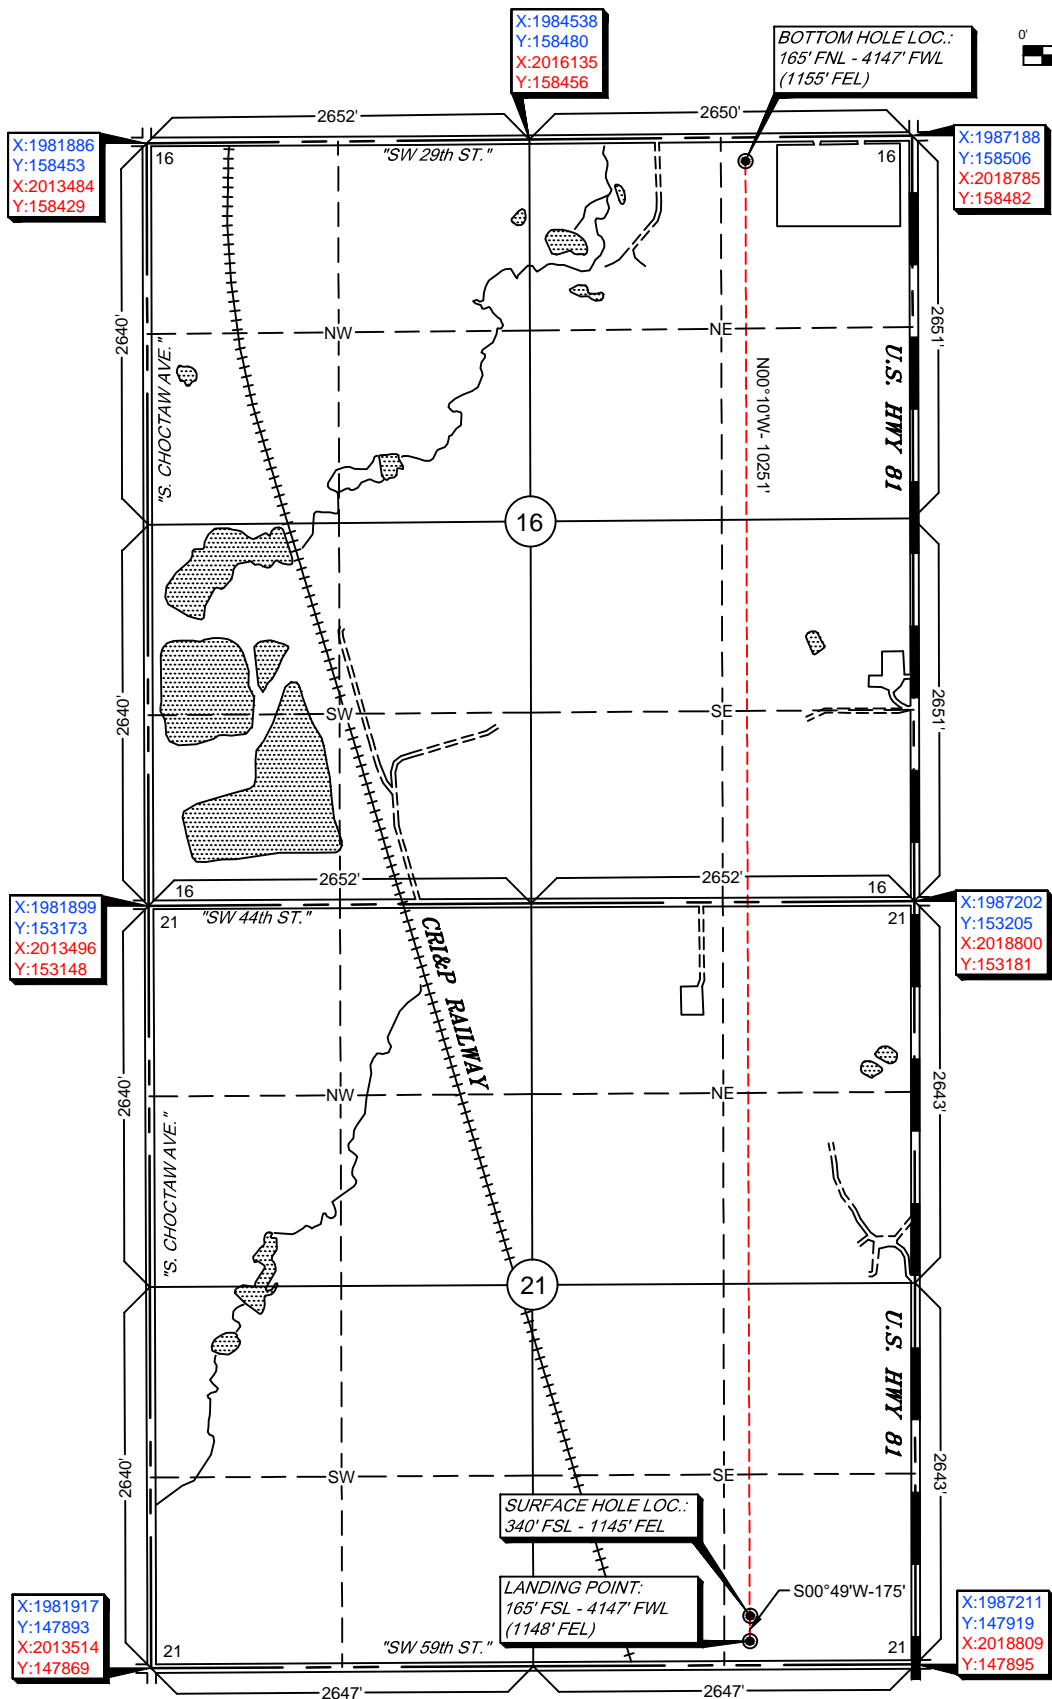 X:1984538
Y:158480
X:2016135
Y:158456
BOTTOM HOLE LOC.:
165' FNL - 4147' FWL
(1155' FEL)
0'
2652'
2650'
X:1981886
Y:158453
X:2013484
Y:158429
16
"SW 29th ST."
16
X:1987188
Y:158506
X:2018785
Y:158482
2640'
NW
NE
2651'
"S. CHOCTAW AVE."
N00°10'W- 10251'
U.S. HWY 81
16
2640'
SW
SE
2651'
2652'
2652'
16
16
X:1981899
Y:153173
X:2013496
Y:153148
21
"SW 44th ST."
21
X:1987202
Y:153205
X:2018800
Y:153181
CRI&P RAILWAY
2640'
NW
NE
2643'
"S. CHOCTAW AVE."
21
U.S. HWY 81
2640'
SW
SE
2643'
SURFACE HOLE LOC.:
340' FSL - 1145' FEL
LANDING POINT:
165' FSL - 4147' FWL
(1148' FEL)
S00°49'W-175'
X:1981917
Y:147893
X:2013514
Y:147869
21
"SW 59th ST."
21
X:1987211
Y:147919
X:2018809
Y:147895
2647'
2647'